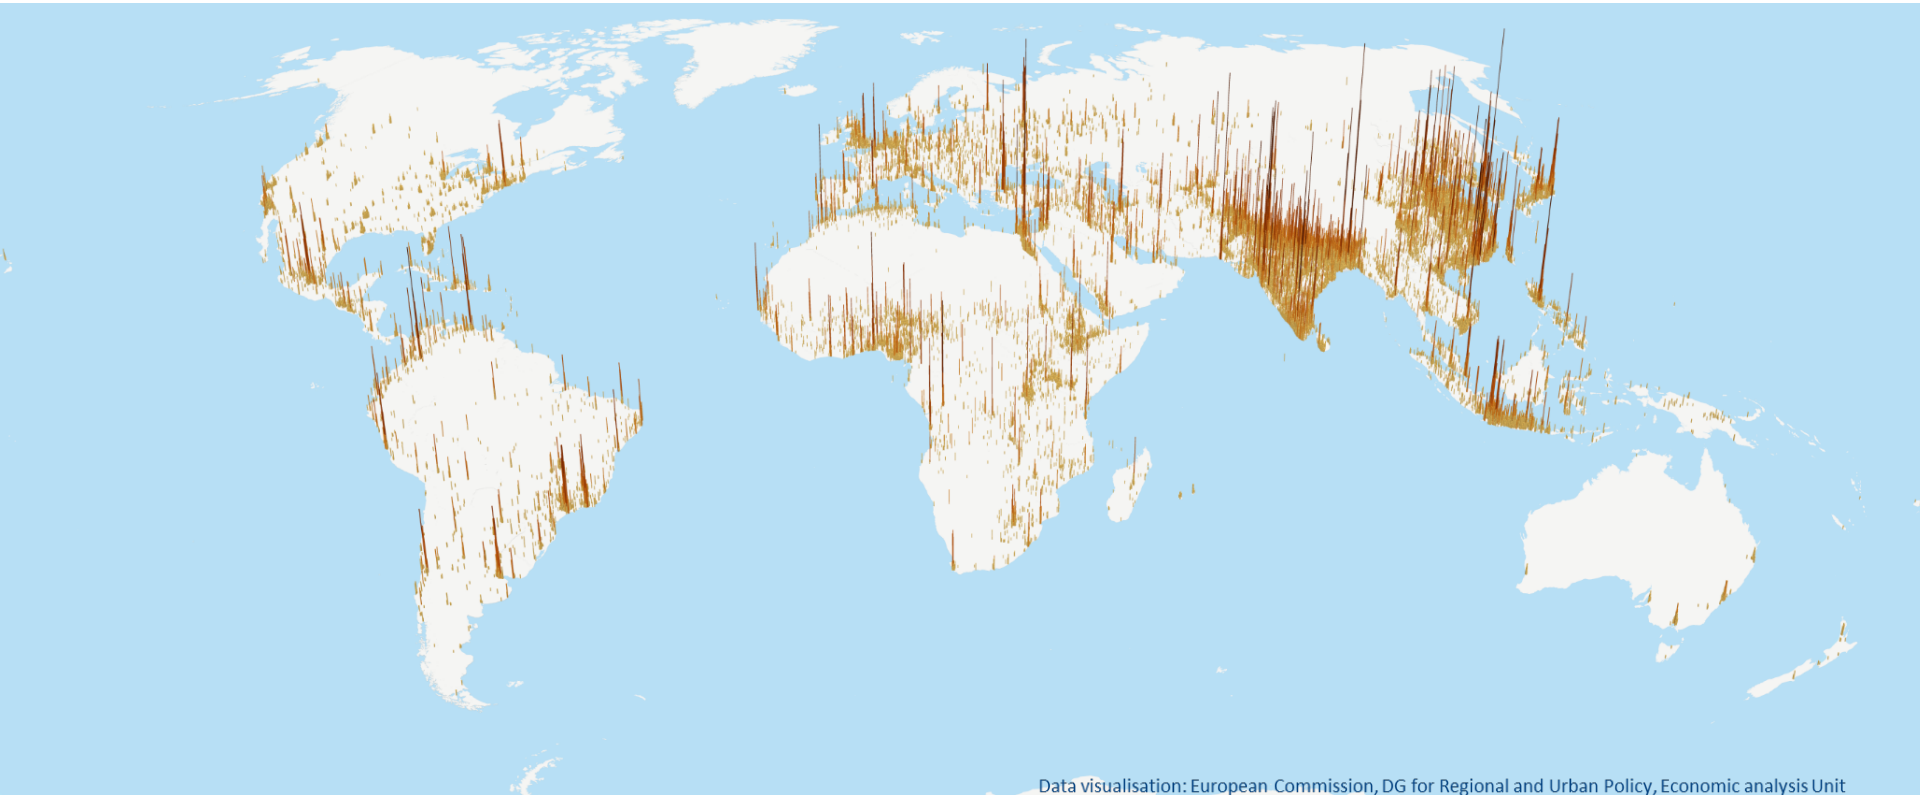 Data visualisation: European Commission, DG for Regional and Urban Policy, Economic analysis Unit